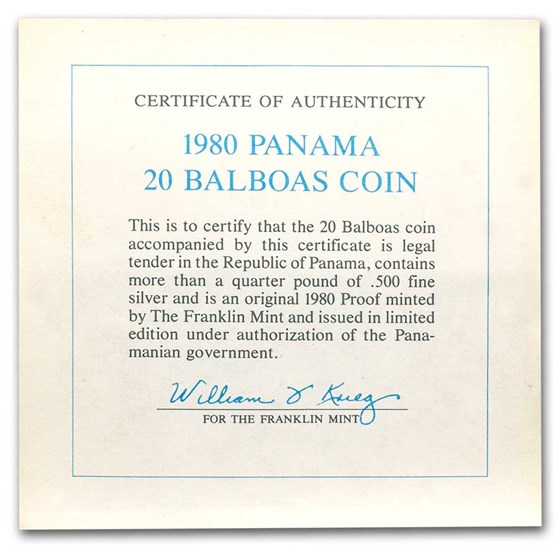 CERTIFICATE OF AUTHENTICITY
1980 PANAMA
20 BALBOAS COIN
This is to certify that the 20 Balboas coin
accompanied by this certificate is legal
tender in the Republic of Panama, contains
more than a quarter pound of .500 fine
silver and is an original 1980 Proof minted
by The Franklin Mint and issued in limited
edition under authorization of the Pana-
manian government.
William Krieg
FOR THE FRANKLIN MINT